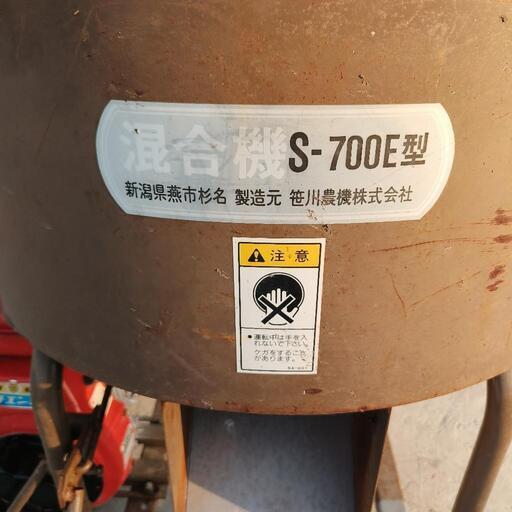 混合機 S-700E型
新潟県燕市杉名 製造元 笹川農機株式会社
注意
●運転中は手を入
れないで下さい。
ケガをすること
があります。